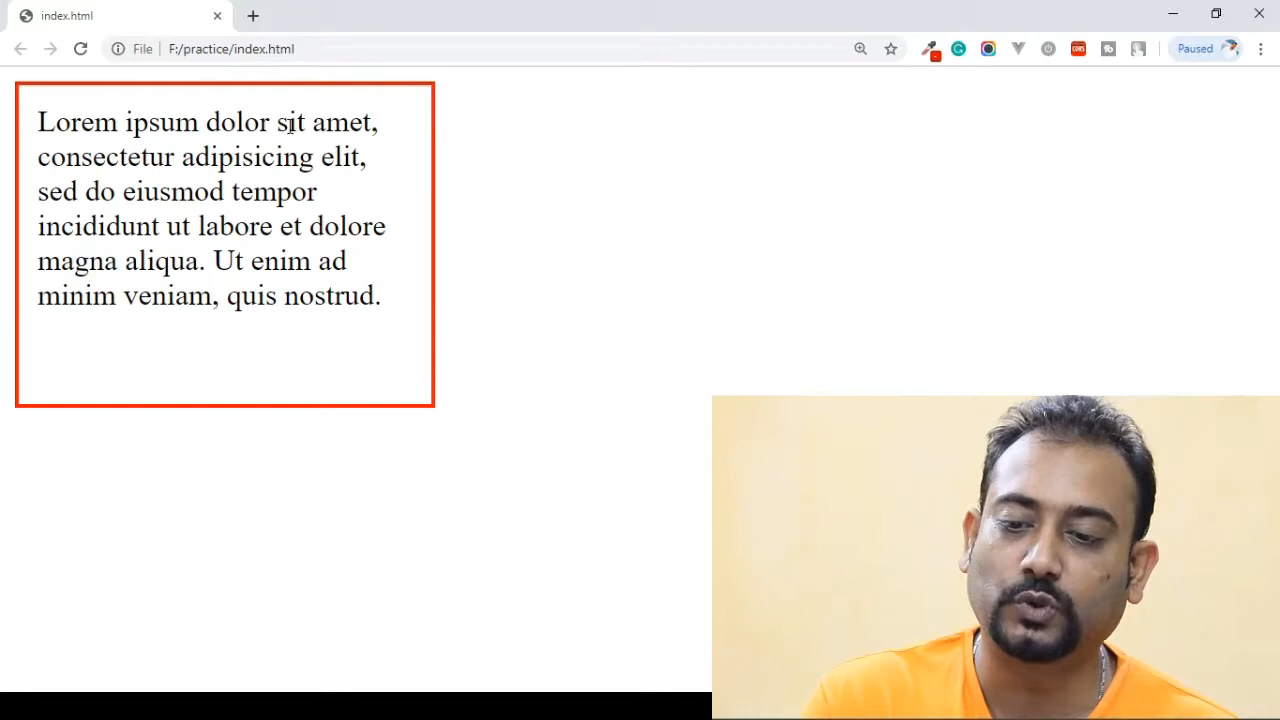 index.html
File
F:/practice/index.html
CORS
Paused
Lorem ipsum dolor sit amet,
consectetur adipisicing elit,
sed do eiusmod tempor
incididunt ut labore et dolore
magna aliqua. Ut enim ad
minim veniam, quis nostrud.